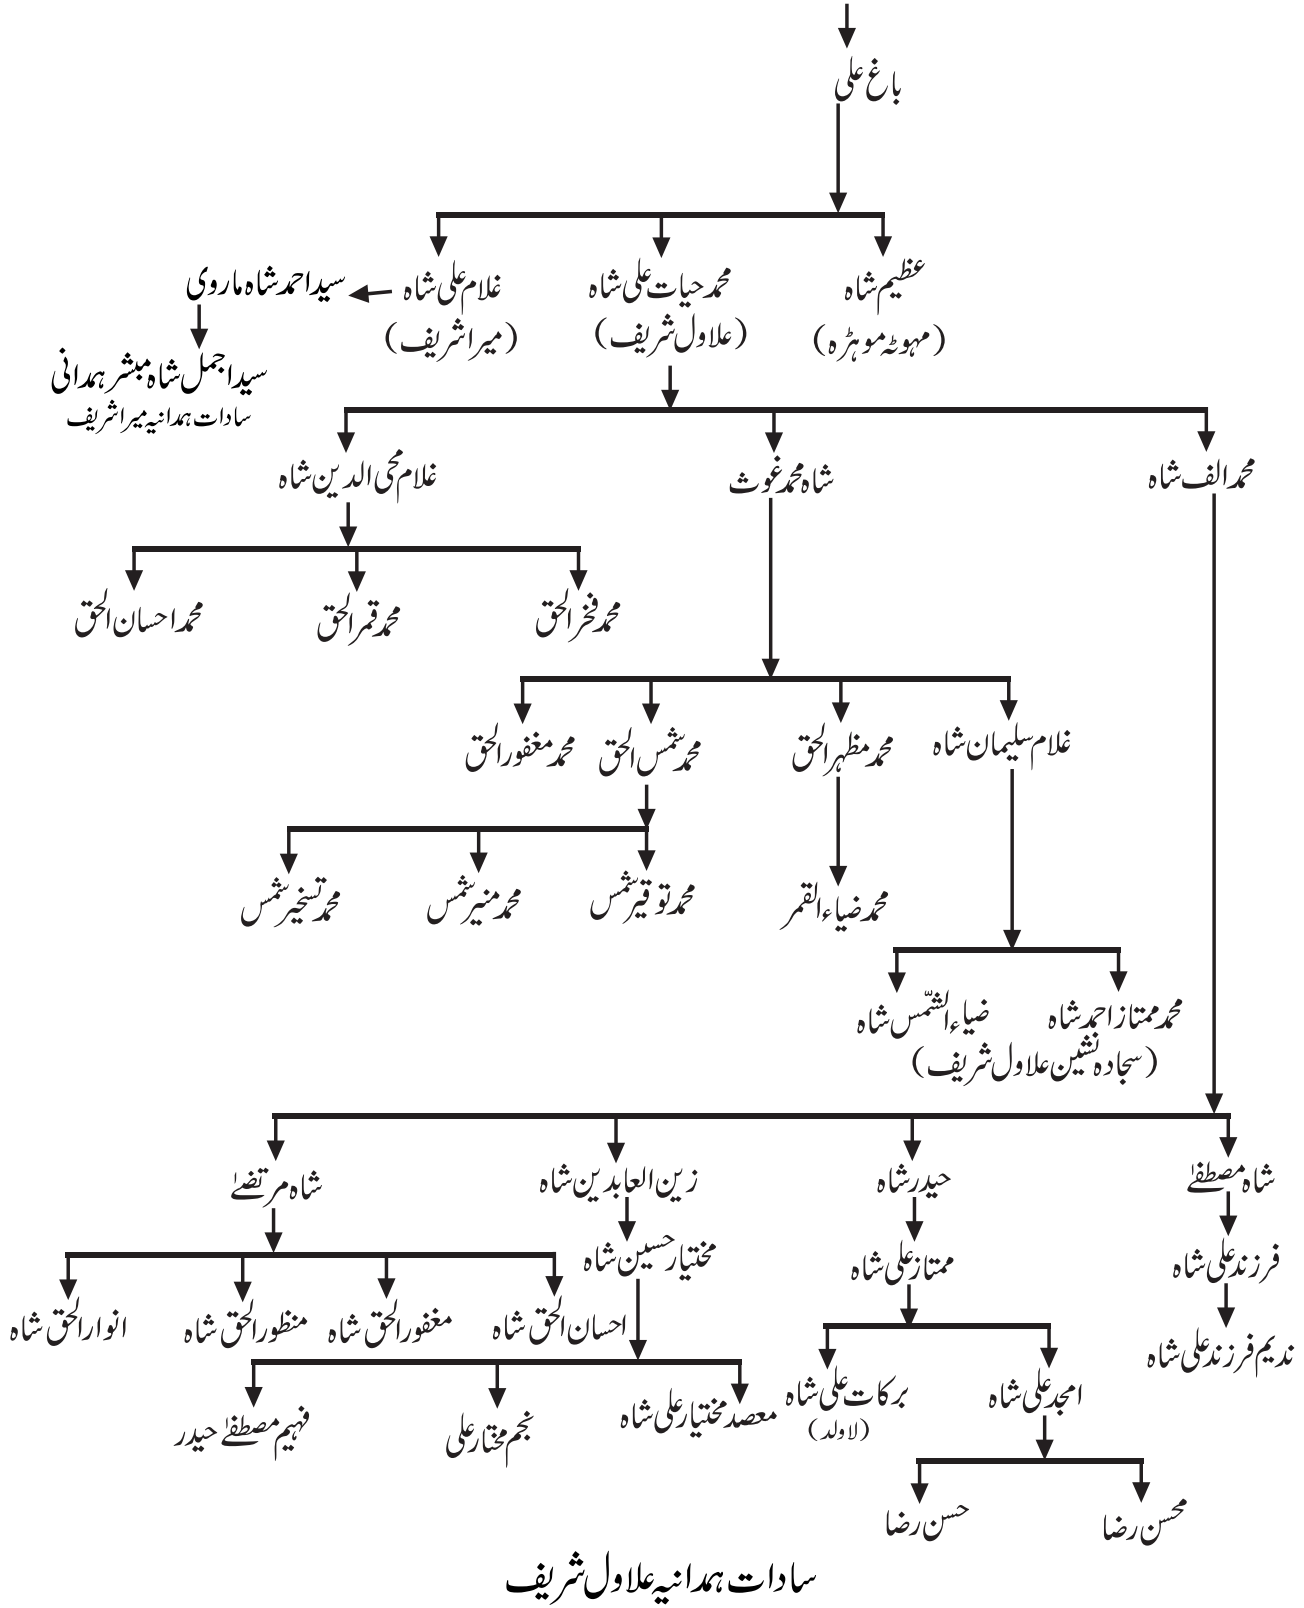 باغ علی
عظیم شاہ
(مہوٹہ موہڑہ)
محمد حیات علی شاہ
(علاول شریف)
غلام علی شاہ
(میرا شریف)
سید احمد شاہ ماروی
سید اجمل شاہ مبشر ہمدانی
سادات ہمدانیہ میرا شریف
محمد الف شاہ
شاہ محمد غوث
غلام محی الدین شاہ
محمد فخر الحق
محمد قمر الحق
محمد احسان الحق
غلام سلیمان شاہ
محمد مظہر الحق
محمد شمس الحق
محمد مغفور الحق
محمد توقیر شمس
محمد منیر شمس
محمد تسخیر شمس
محمد ضیاء القمر
محمد ممتاز احمد شاہ
ضیاء الشمّس شاہ
(سجادہ نشین علاول شریف)
شاہ مصطفےٰ
حیدر شاہ
زین العابدین شاہ
شاہ مرتضےٰ
فرزند علی شاہ
ممتاز علی شاہ
مختیار حسین شاہ
احسان الحق شاہ
مغفور الحق شاہ
منظور الحق شاہ
انوار الحق شاہ
ندیم فرزند علی شاہ
امجد علی شاہ
برکات علی شاہ
(لاولد)
معصد مختیار علی شاہ
نجم مختار علی
فہیم مصطفےٰ حیدر
محسن رضا
حسن رضا
سادات ہمدانیہ علاول شریف